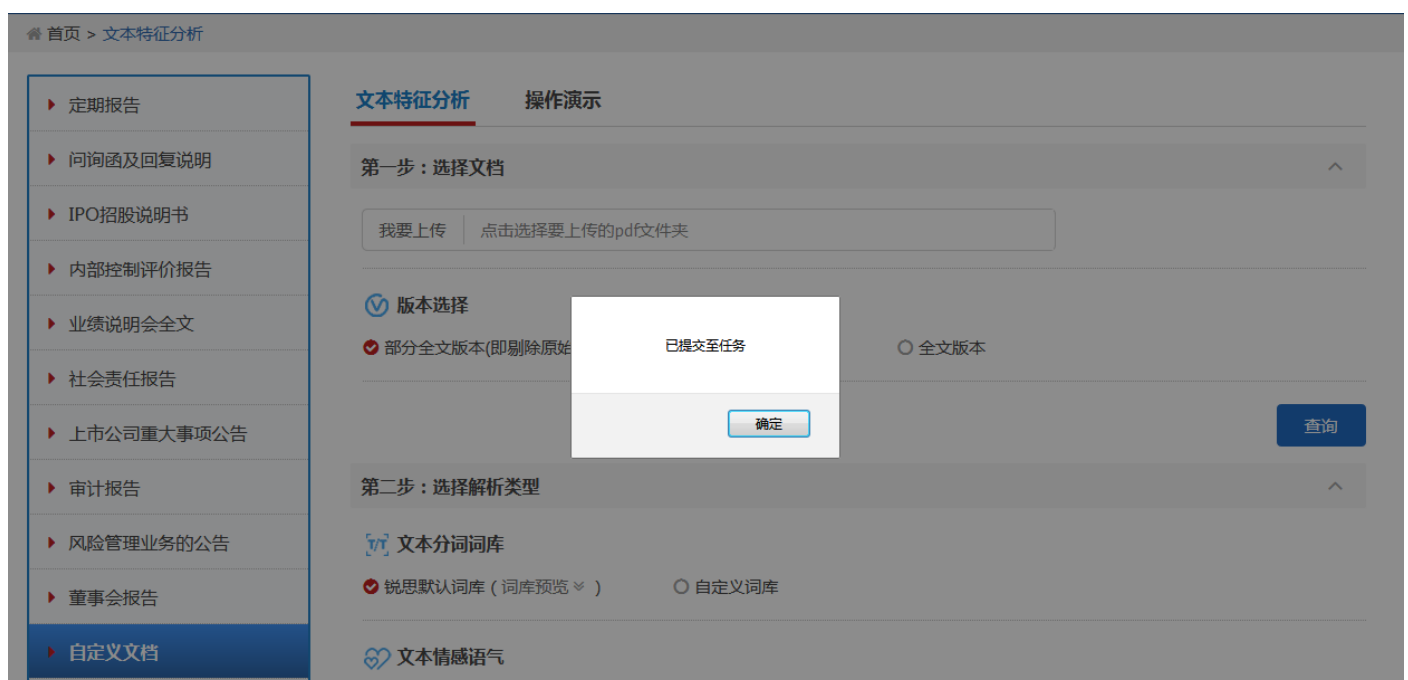 首页 > 文本特征分析
定期报告
问询函及回复说明
IPO招股说明书
内部控制评价报告
业绩说明会全文
社会责任报告
上市公司重大事项公告
审计报告
风险管理业务的公告
董事会报告
自定义文档
文本特征分析 操作演示
第一步：选择文档
我要上传 点击选择要上传的pdf文件夹
版本选择
部分全文版本(即剔除原始 全文版本
已提交至任务
确定
查询
第二步：选择解析类型
T/T 文本分词词库
锐思默认词库 ( 词库预览 ) 自定义词库
文本情感语气